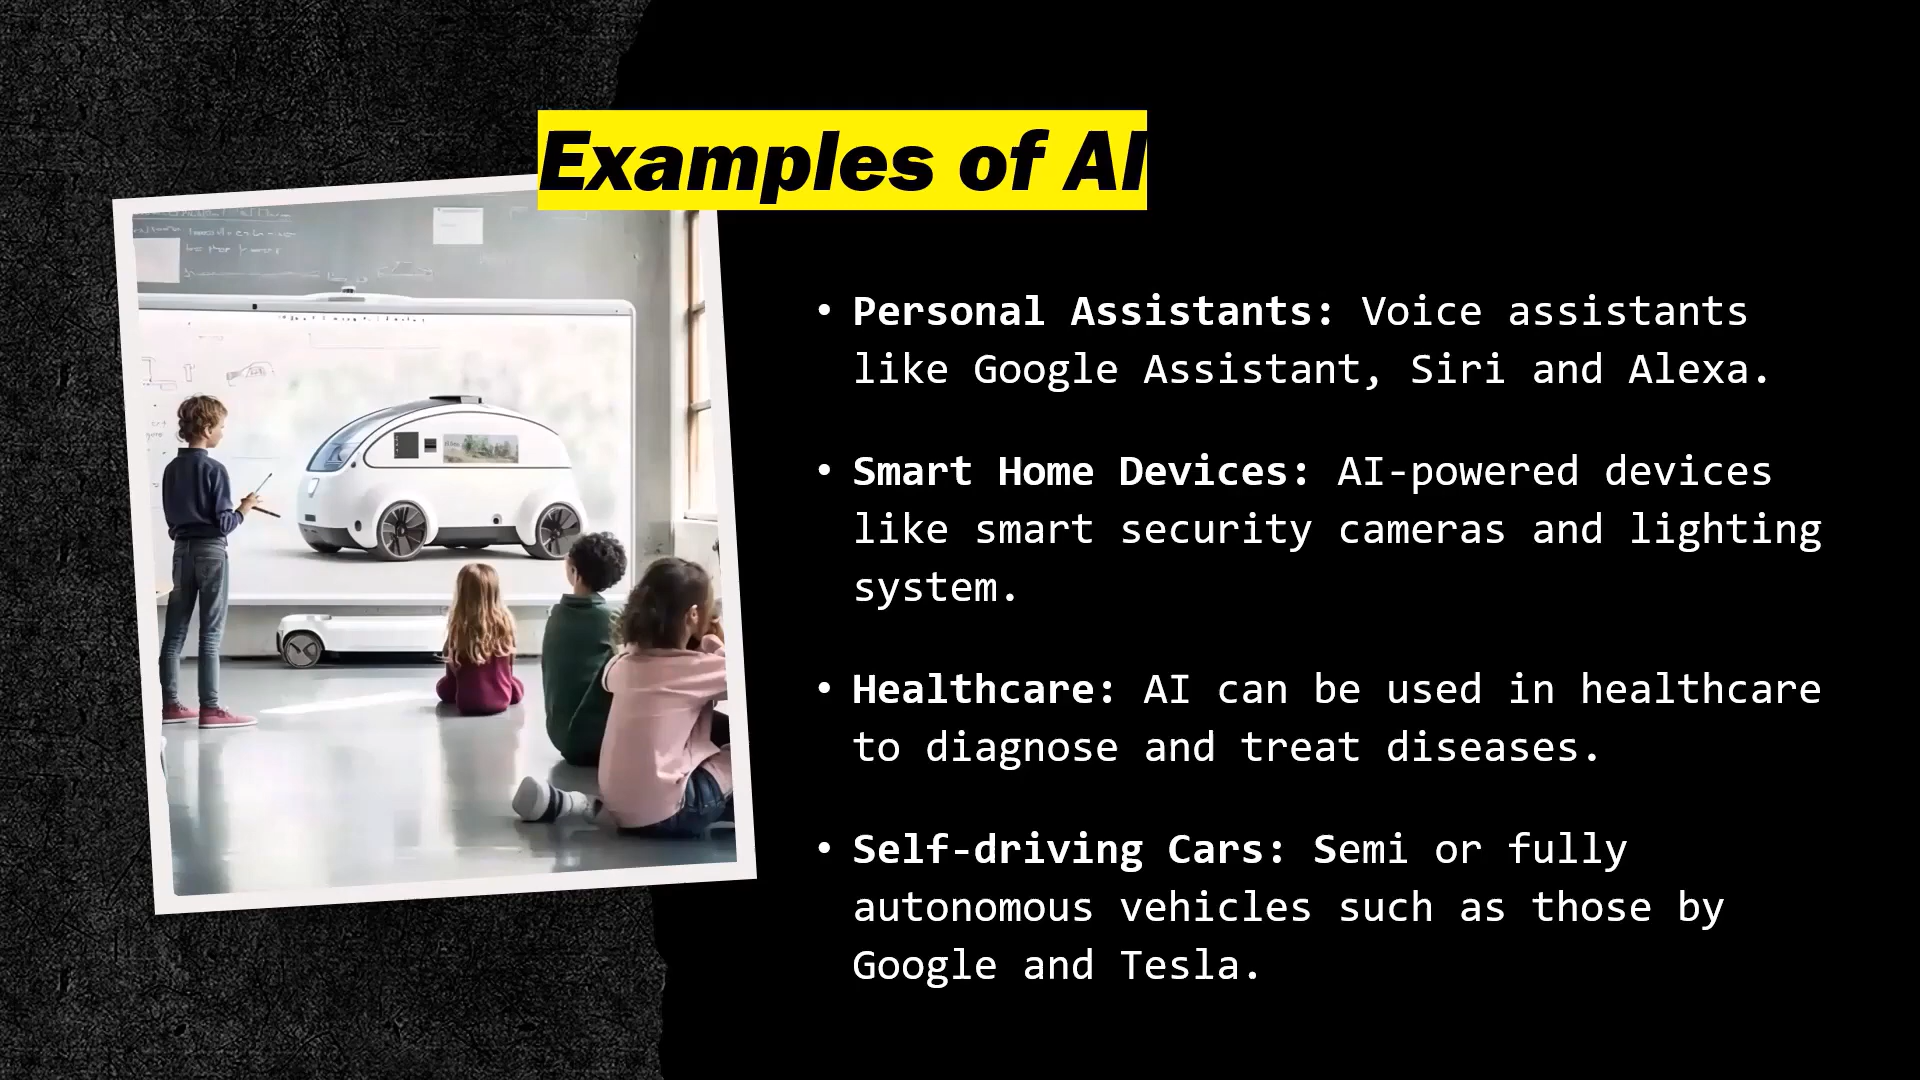 Examples of AI
• Personal Assistants: Voice assistants
like Google Assistant, Siri and Alexa.
• Smart Home Devices: AI-powered devices
like smart security cameras and lighting
system.
• Healthcare: AI can be used in healthcare
to diagnose and treat diseases.
• Self-driving Cars: Semi or fully
autonomous vehicles such as those by
Google and Tesla.